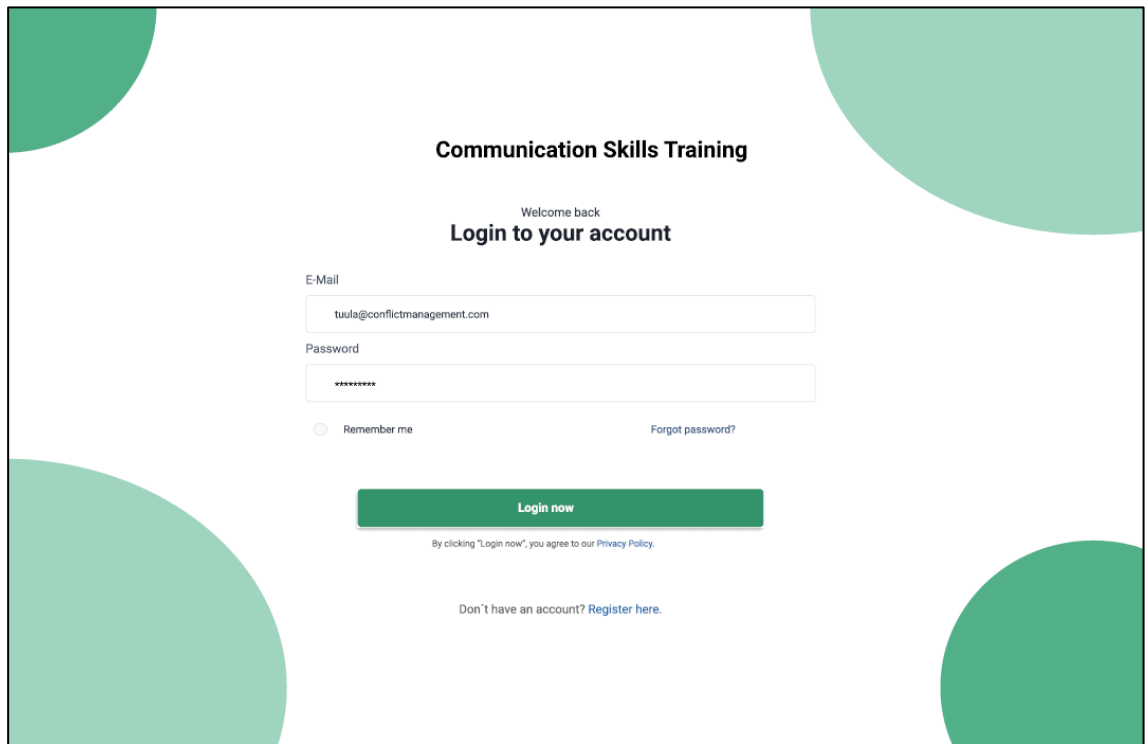 Communication Skills Training
Welcome back
Login to your account
E-Mail
tuula@conflictmanagement.com
Password
*********
Remember me Forgot password?
Login now
By clicking "Login now", you agree to our Privacy Policy.
Don´t have an account? Register here.